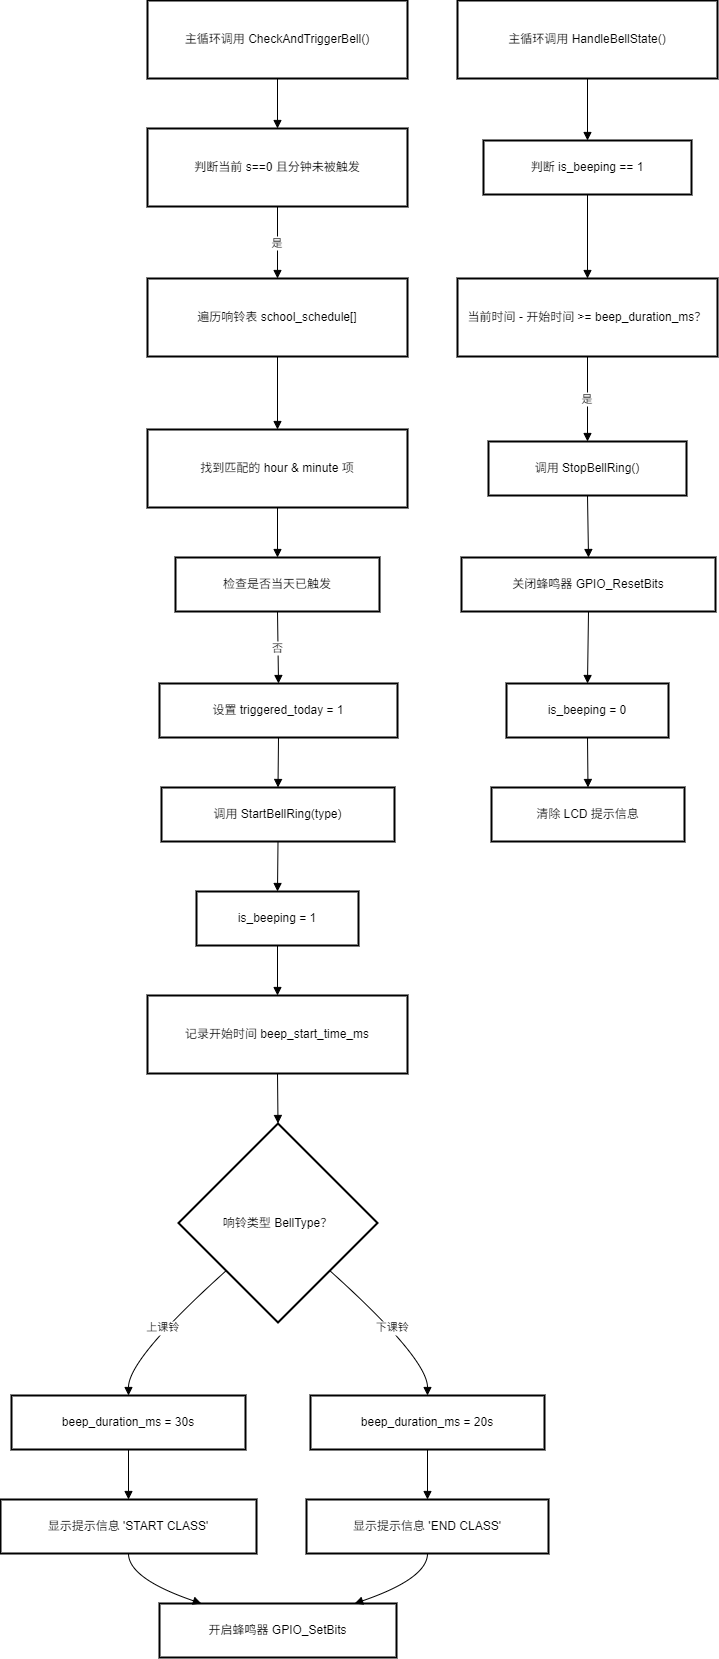 主循环调用 CheckAndTriggerBell()
判断当前 s==0 且分钟未被触发
是
遍历响铃表 school_schedule[]
找到匹配的 hour & minute 项
检查是否当天已触发
否
设置 triggered_today = 1
调用 StartBellRing(type)
is_beeping = 1
记录开始时间 beep_start_time_ms
响铃类型 BellType?
上课铃
下课铃
beep_duration_ms = 30s
beep_duration_ms = 20s
显示提示信息 'START CLASS'
显示提示信息 'END CLASS'
开启蜂鸣器 GPIO_SetBits
主循环调用 HandleBellState()
判断 is_beeping == 1
当前时间 - 开始时间 >= beep_duration_ms?
是
调用 StopBellRing()
关闭蜂鸣器 GPIO_ResetBits
is_beeping = 0
清除 LCD 提示信息